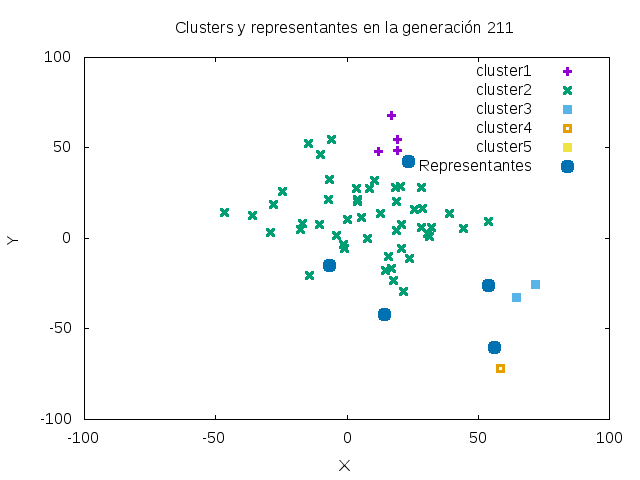 Clusters y representantes en la generación 211
100
50
0
-50
-100
-100 -50 0 50 100
Y
X
cluster1
cluster2
cluster3
cluster4
cluster5
Representantes